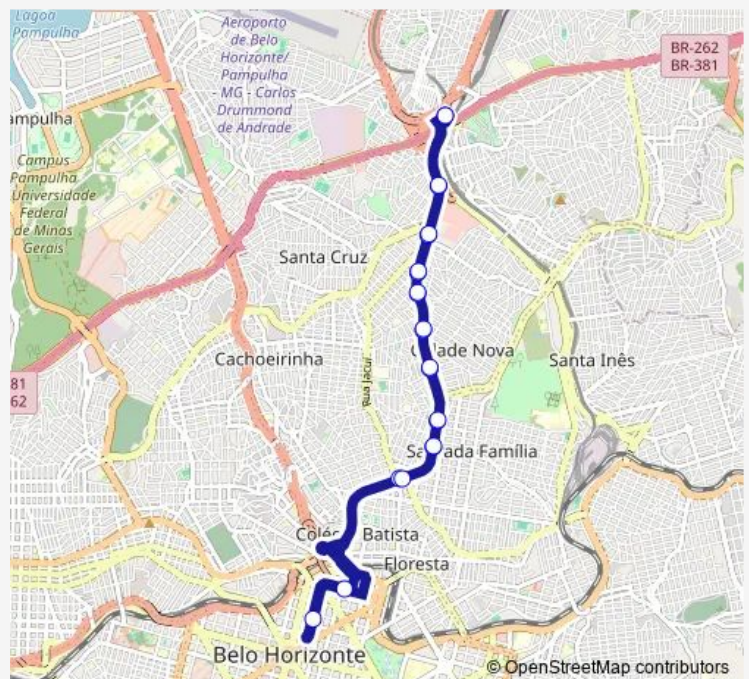 Lagoa
Pampulha
Aeroporto
de Belo
Horizonte/
Pampulha
- MG - Carlos
Drummond
de Andrade
BR-262
BR-381
ampulha
Campus
Pampulha
Universidade
Federal
de Minas
Gerais
Santa Cruz
Cachoeirinha
Nova
Santa Inês
Rua Jacuí
81
62
Família
Batista
Floresta
Belo Horizonte
© OpenStreetMap contributors